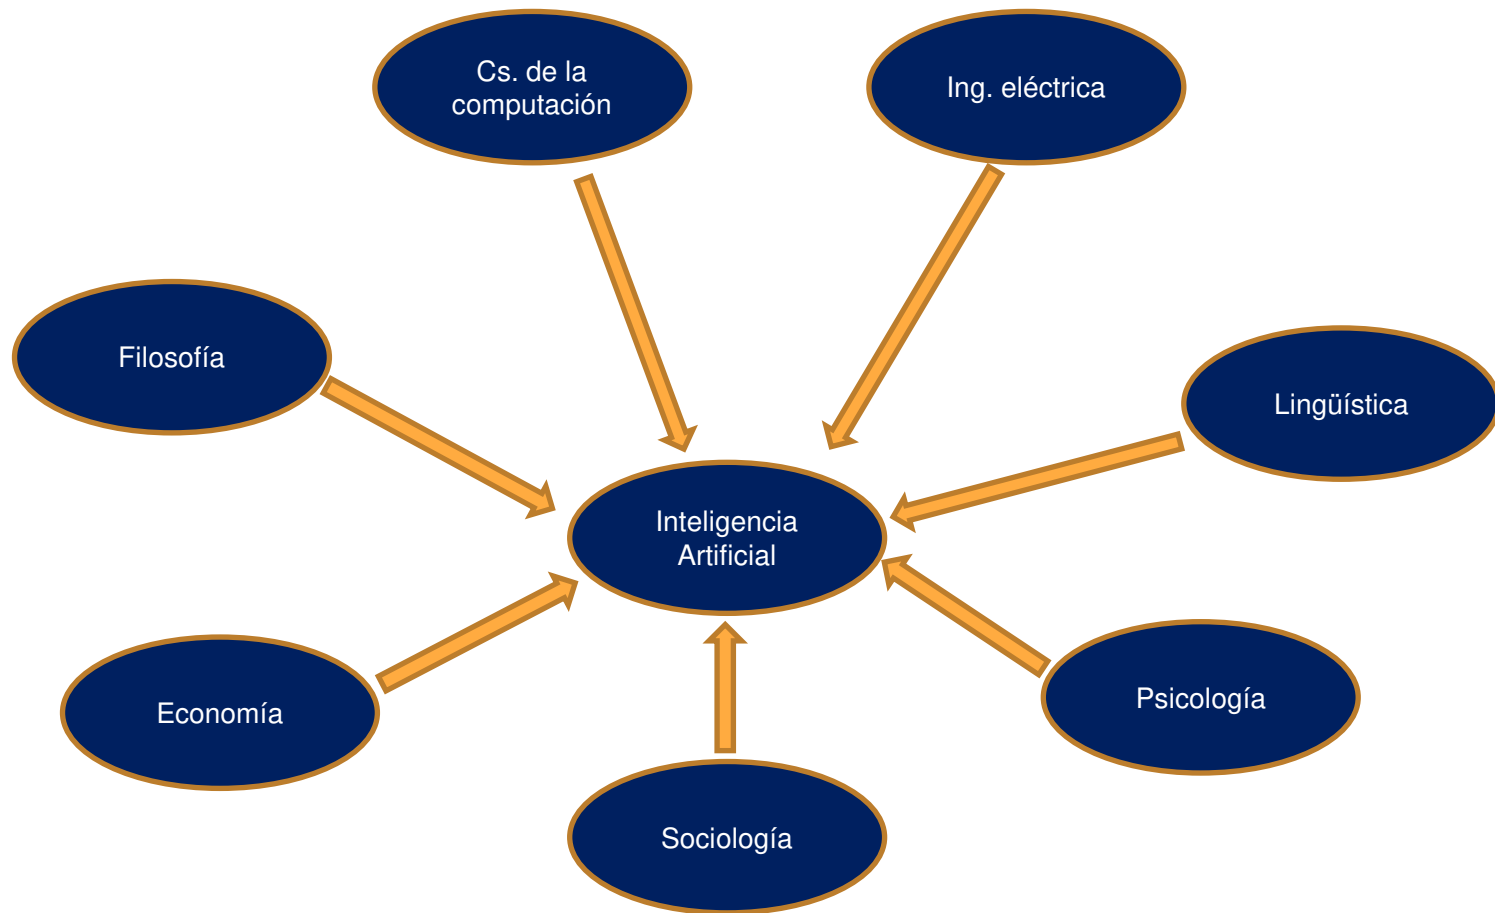 Cs. de la
computación
Ing. eléctrica
Filosofía
Lingüística
Inteligencia
Artificial
Economía
Psicología
Sociología